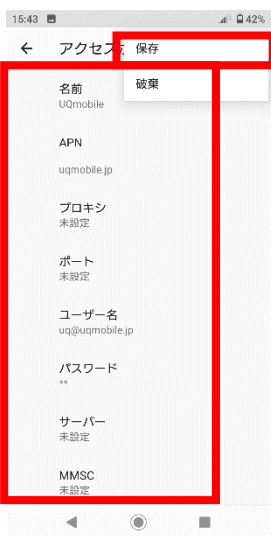 15:43 42%
アクセス
保存
破棄
名前
UQmobile
APN
uqmobile.jp
プロキシ
未設定
ポート
未設定
ユーザー名
uq@uqmobile.jp
パスワード
**
サーバー
未設定
MMSC
未設定